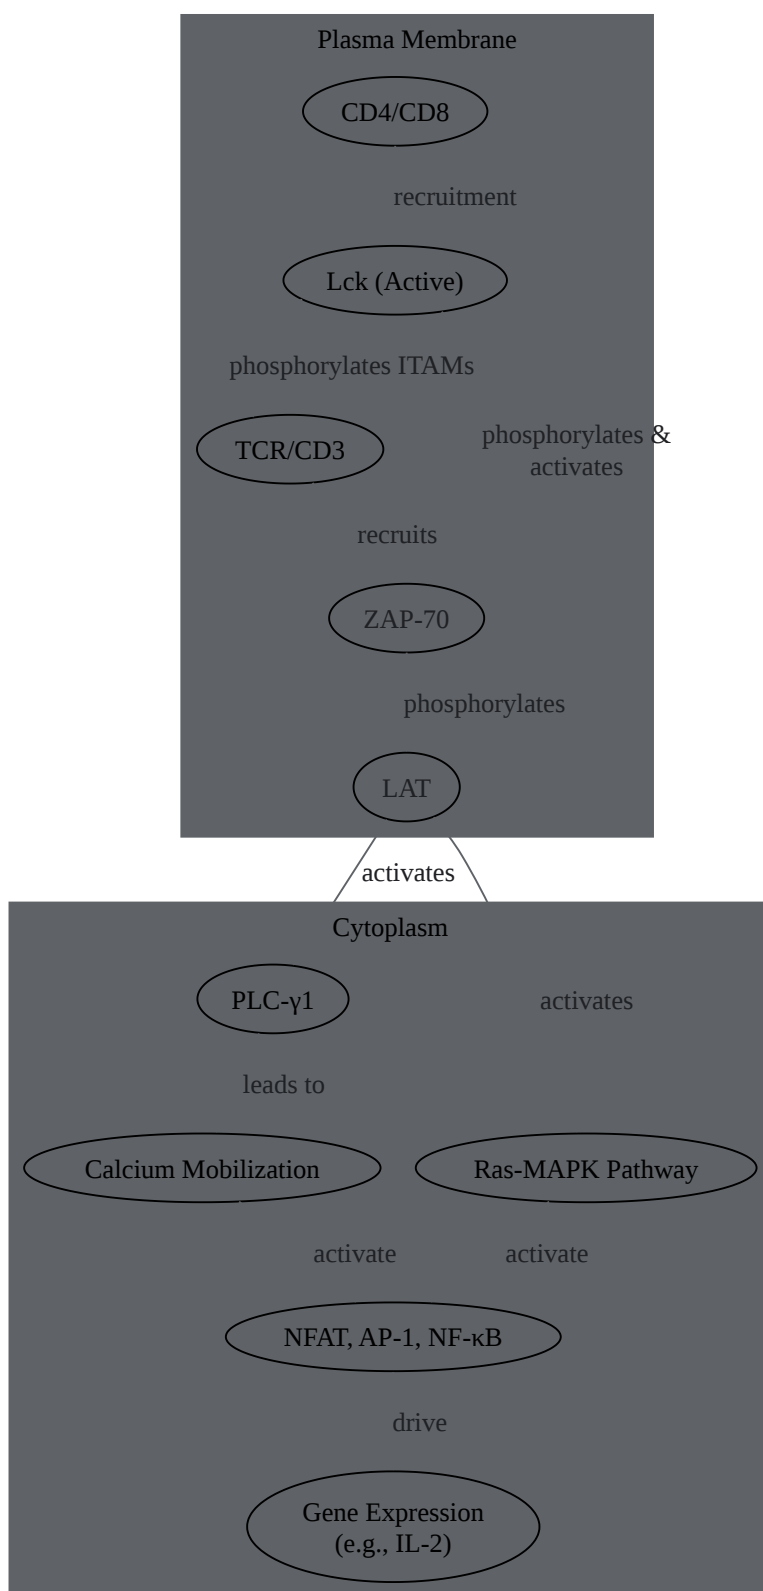 Plasma Membrane
CD4/CD8
recruitment
Lck (Active)
phosphorylates ITAMs
TCR/CD3
phosphorylates &
activates
recruits
ZAP-70
phosphorylates
LAT
activates
Cytoplasm
PLC-γ1
activates
leads to
Calcium Mobilization
Ras-MAPK Pathway
activate
activate
NFAT, AP-1, NF-κB
drive
Gene Expression
(e.g., IL-2)